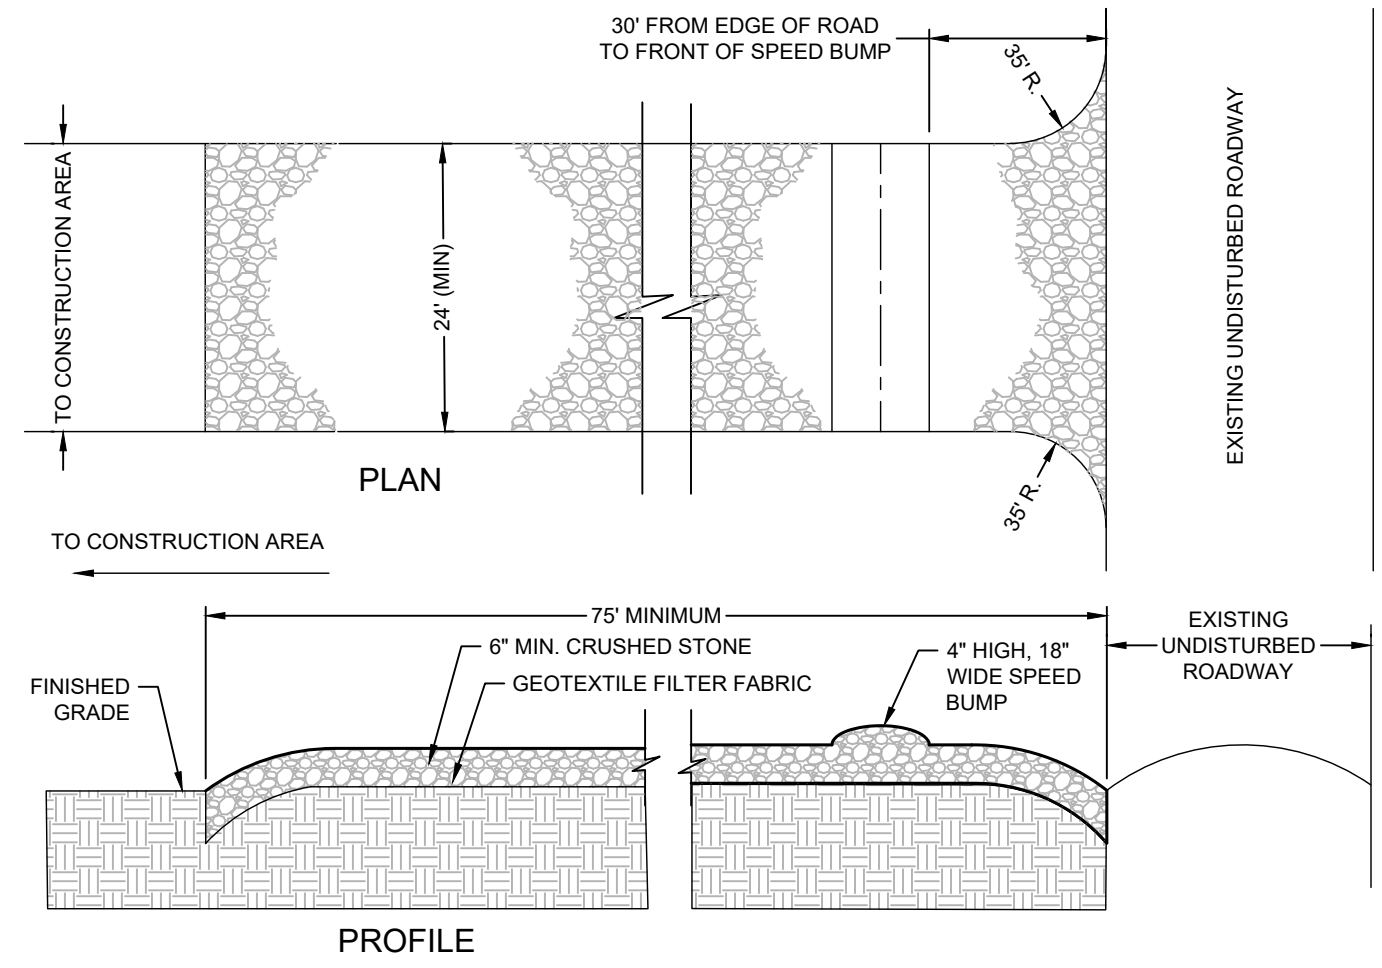 30' FROM EDGE OF ROAD
TO FRONT OF SPEED BUMP
35' R.
TO CONSTRUCTION AREA
24' (MIN)
EXISTING UNDISTURBED ROADWAY
35' R.
PLAN
TO CONSTRUCTION AREA
75' MINIMUM
6" MIN. CRUSHED STONE
GEOTEXTILE FILTER FABRIC
4" HIGH, 18"
WIDE SPEED
BUMP
EXISTING
UNDISTURBED
ROADWAY
FINISHED
GRADE
PROFILE